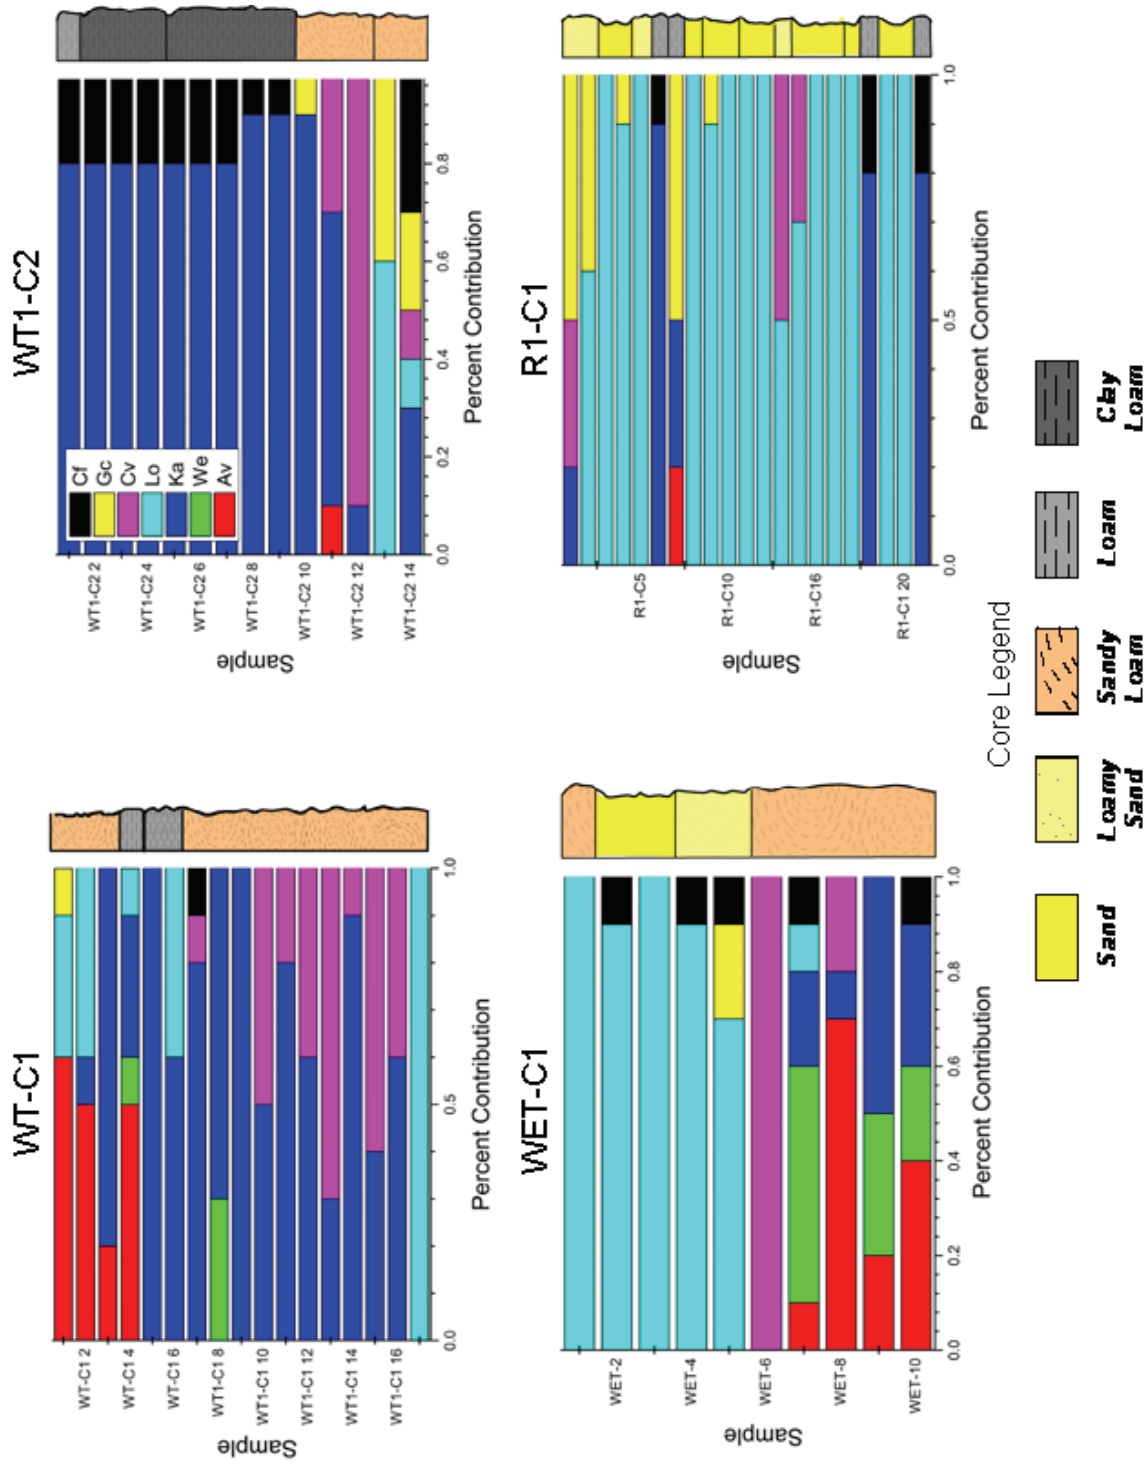 WT-C1
Sample
WT-C1 2
WT-C1 4
WT-C1 6
WT1-C1 8
WT1-C1 10
WT1-C1 12
WT1-C1 14
WT1-C1 16
0.0
0.5
1.0
Percent Contribution
WT1-C2
Sample
WT1-C2 2
WT1-C2 4
WT1-C2 6
WT1-C2 8
WT1-C2 10
WT1-C2 12
WT1-C2 14
Cf
Gc
Cv
Lo
Ka
We
Av
0.0
0.2
0.4
0.6
0.8
Percent Contribution
WET-C1
Sample
WET-2
WET-4
WET-6
WET-8
WET-10
0.0
0.2
0.4
0.6
0.8
1.0
Percent Contribution
R1-C1
Sample
R1-C5
R1-C10
R1-C16
R1-C1 20
0.0
0.5
1.0
Percent Contribution
Core Legend
Sand
Loamy
Sand
Sandy
Loam
Loam
Clay
Loam